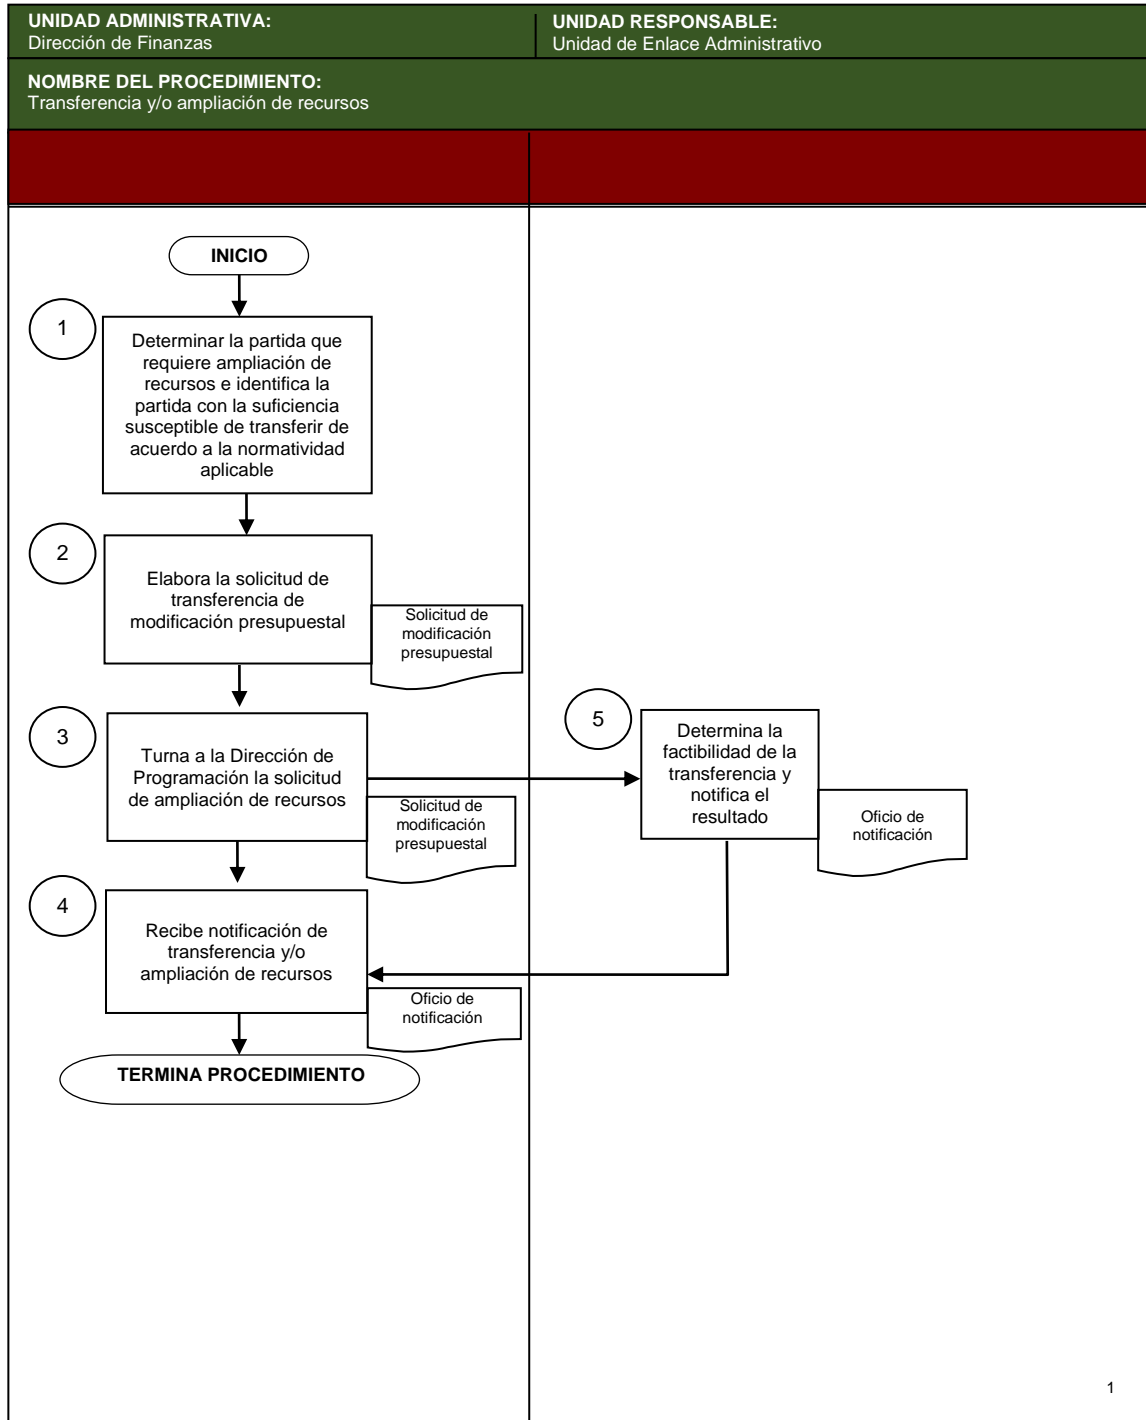 UNIDAD ADMINISTRATIVA:
Dirección de Finanzas
UNIDAD RESPONSABLE:
Unidad de Enlace Administrativo
NOMBRE DEL PROCEDIMIENTO:
Transferencia y/o ampliación de recursos
INICIO
1
Determinar la partida que
requiere ampliación de
recursos e identifica la
partida con la suficiencia
susceptible de transferir de
acuerdo a la normatividad
aplicable
2
Elabora la solicitud de
transferencia de
modificación presupuestal
Solicitud de
modificación
presupuestal
3
Turna a la Dirección de
Programación la solicitud
de ampliación de recursos
Solicitud de
modificación
presupuestal
5
Determina la
factibilidad de la
transferencia y
notifica el
resultado
Oficio de
notificación
4
Recibe notificación de
transferencia y/o
ampliación de recursos
Oficio de
notificación
TERMINA PROCEDIMIENTO
1